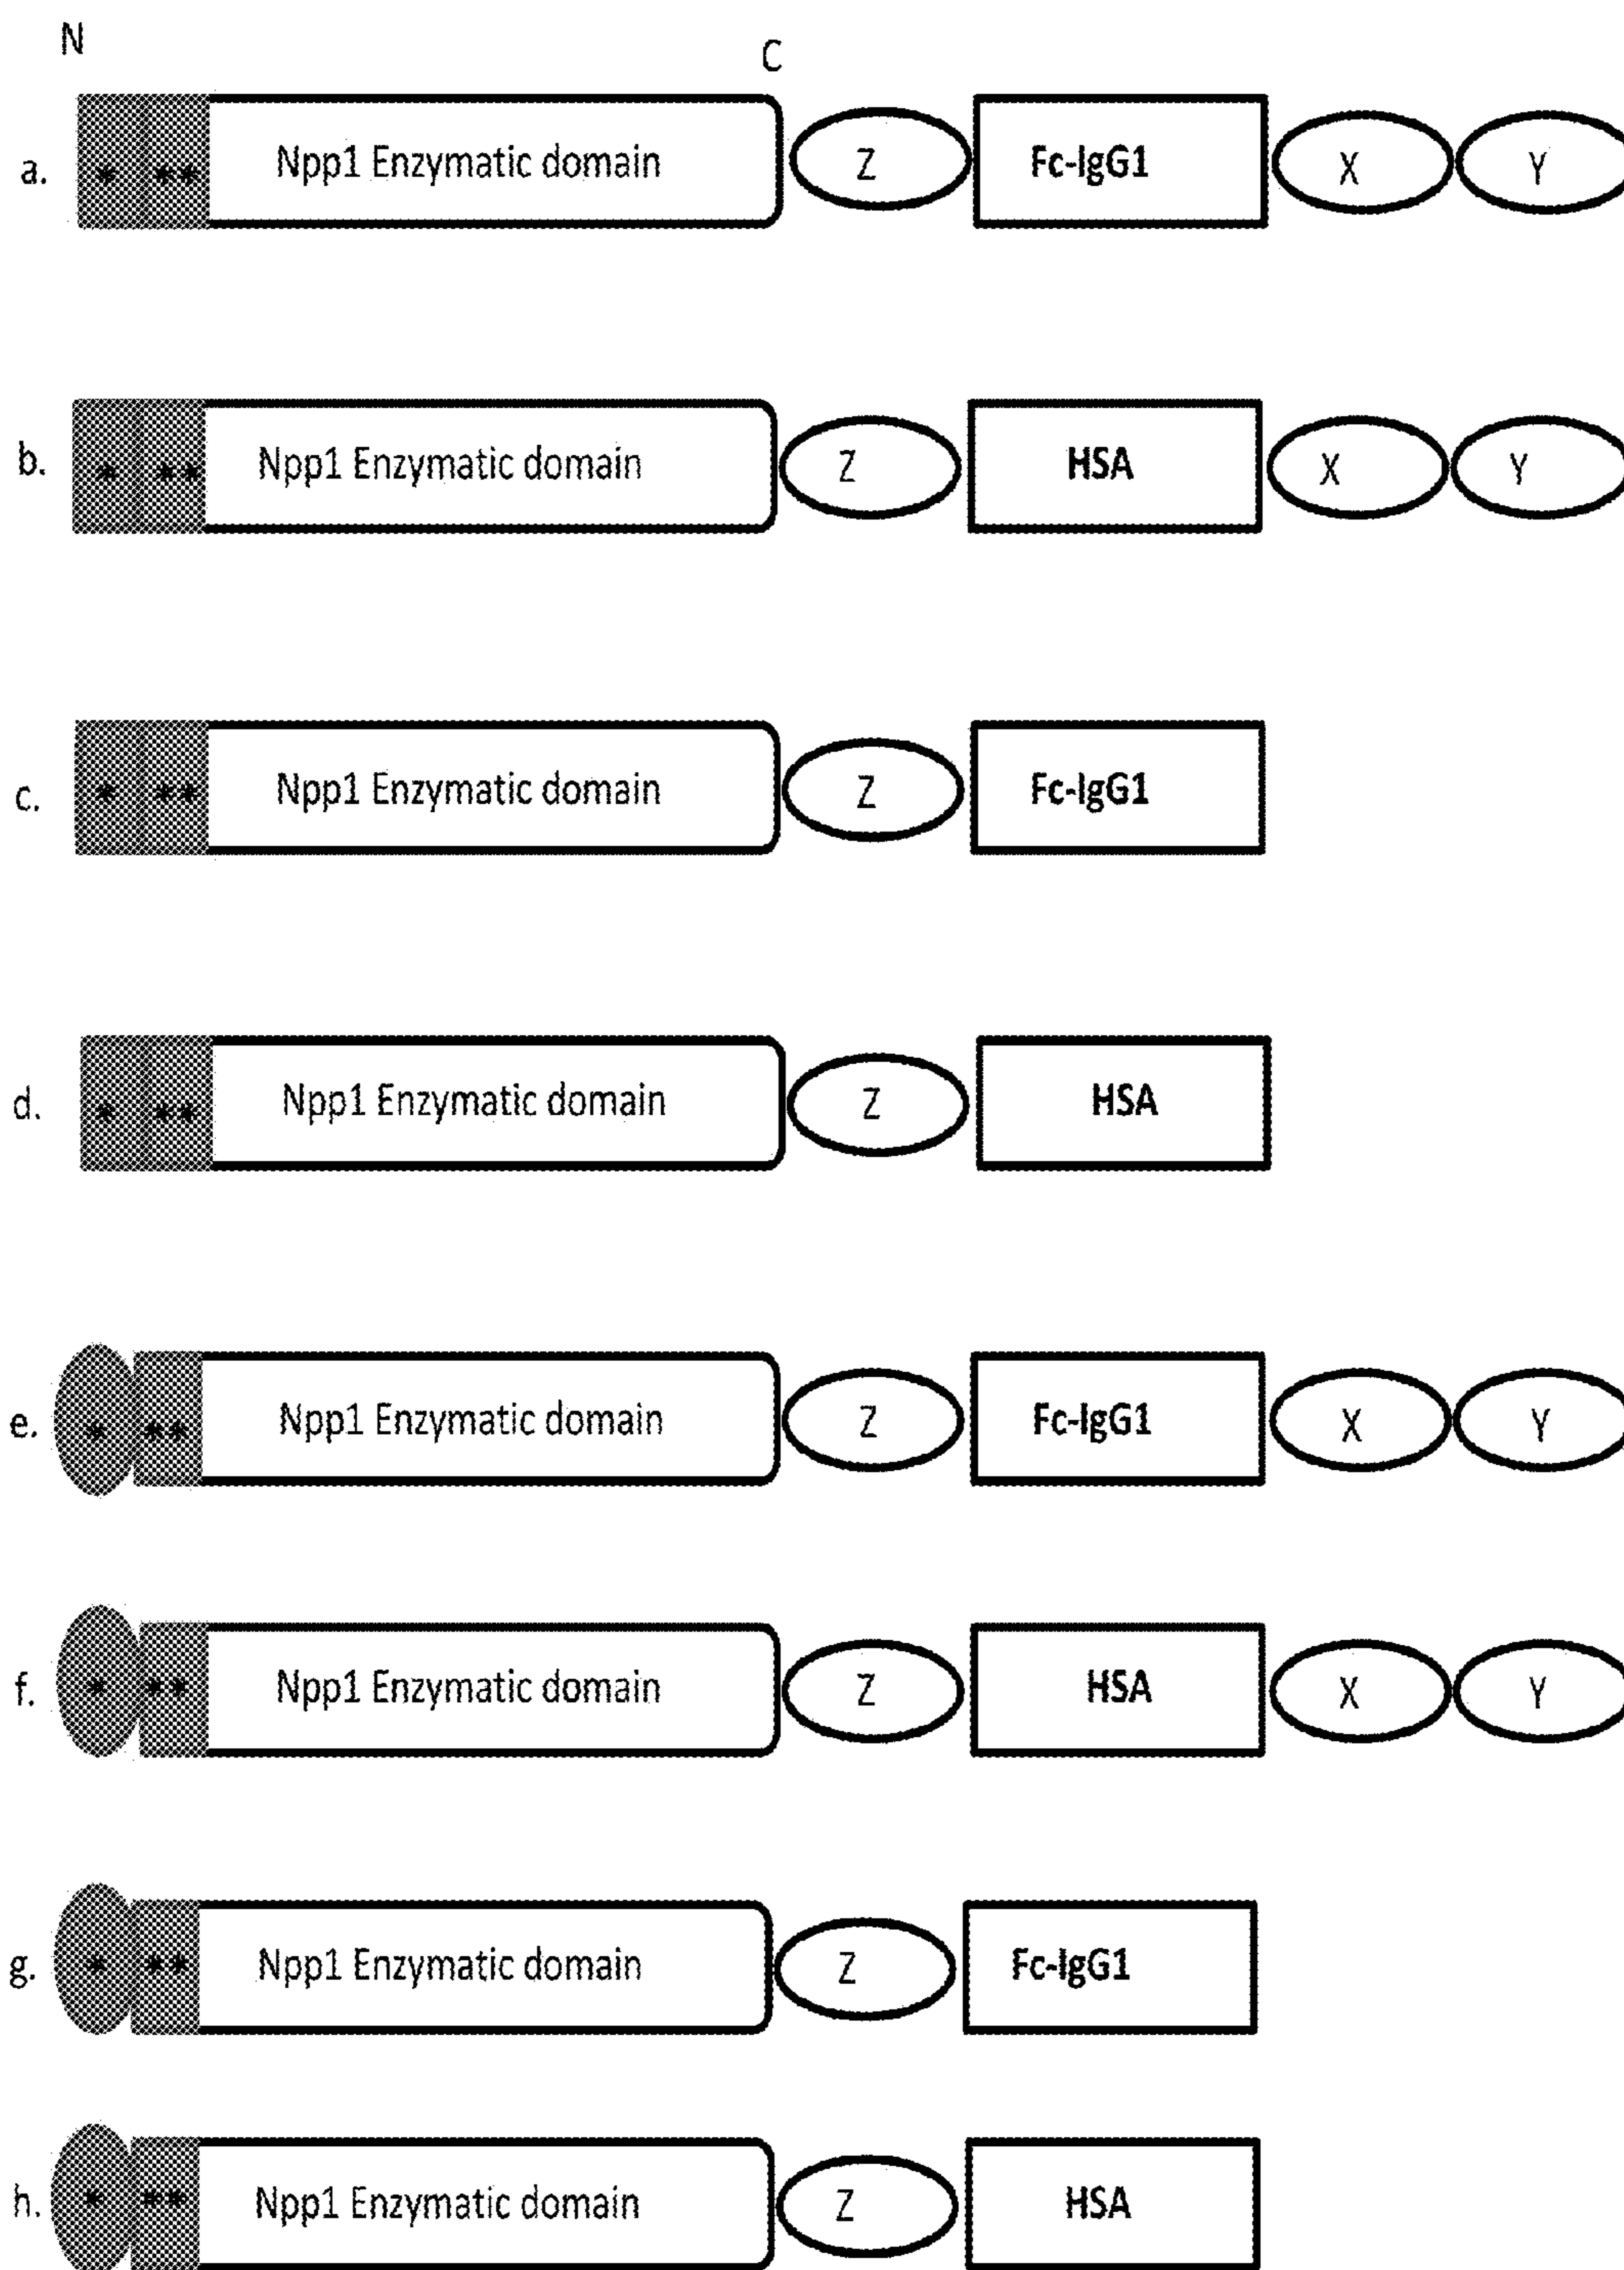 N
C
a. * ** Npp1 Enzymatic domain Z Fc-IgG1 X Y
b. * ** Npp1 Enzymatic domain Z HSA X Y
c. * ** Npp1 Enzymatic domain Z Fc-IgG1
d. * ** Npp1 Enzymatic domain Z HSA
e. * ** Npp1 Enzymatic domain Z Fc-IgG1 X Y
f. * ** Npp1 Enzymatic domain Z HSA X Y
g. * ** Npp1 Enzymatic domain Z Fc-IgG1
h. * ** Npp1 Enzymatic domain Z HSA